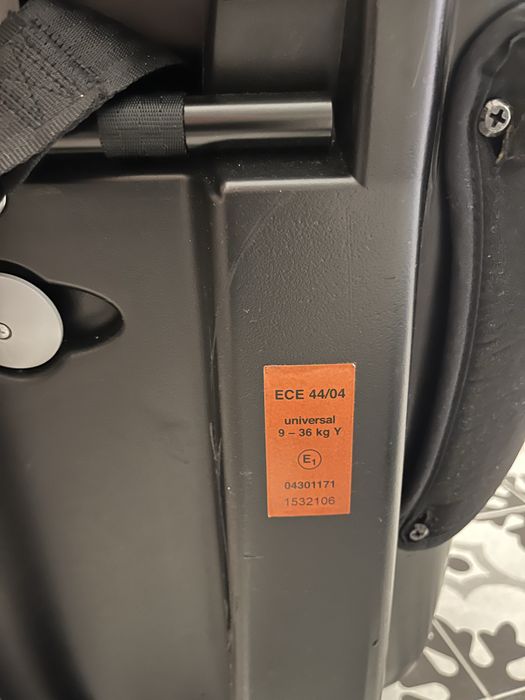 ECE 44/04
universal
9 – 36 kg Y
E1
04301171
1532106